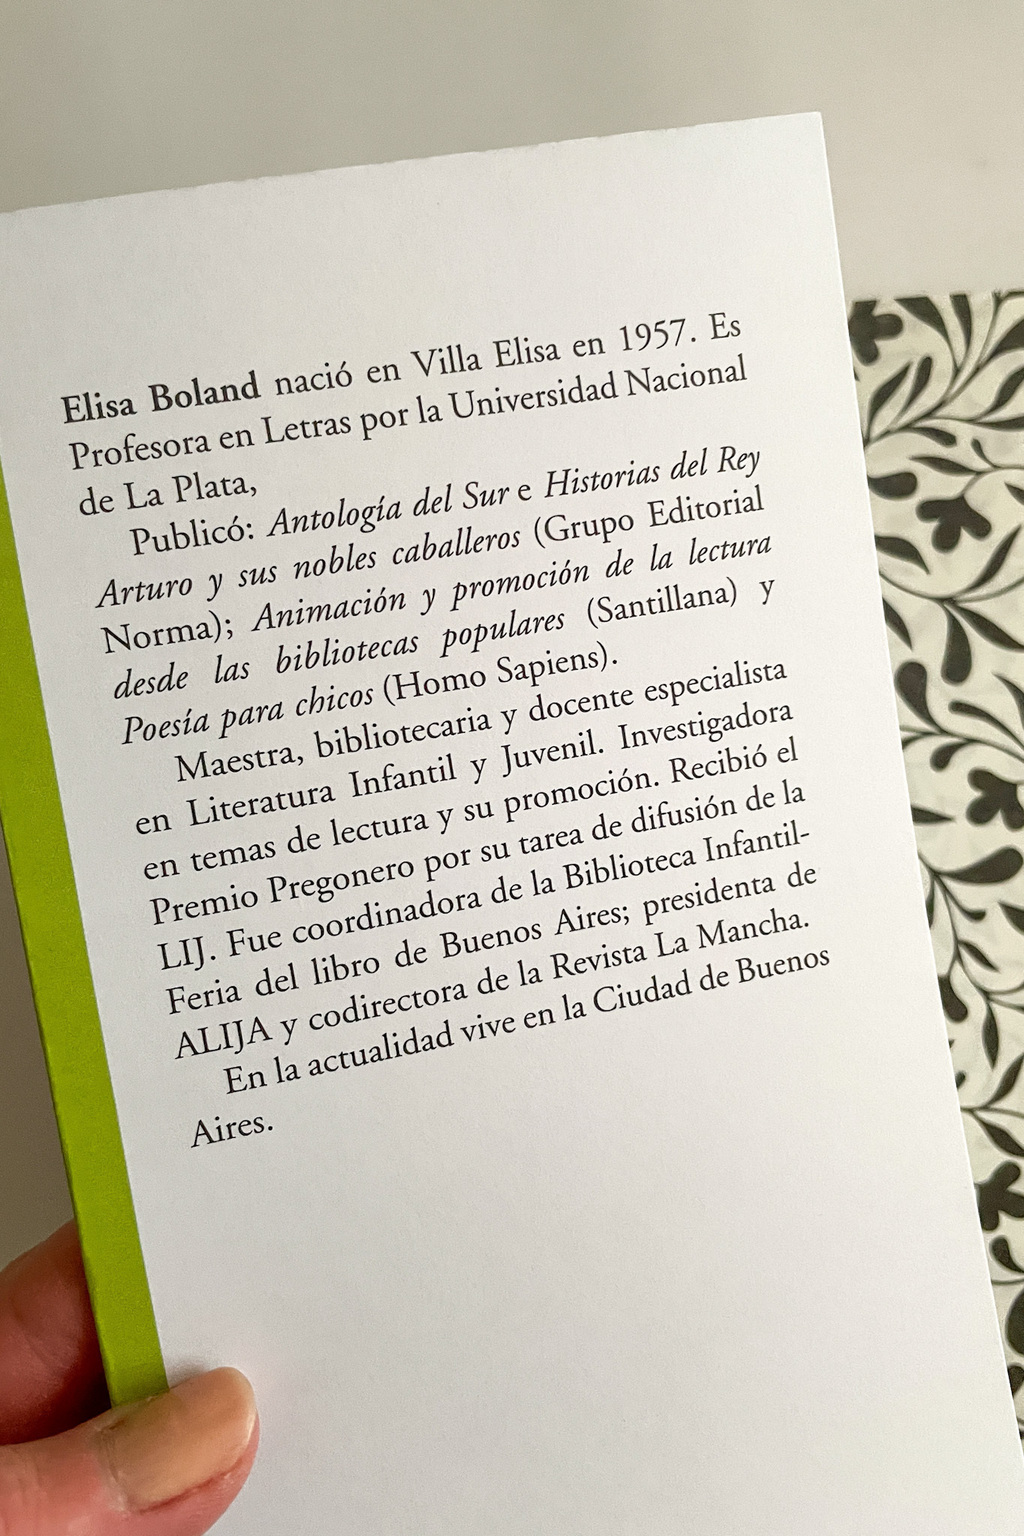 Elisa Boland nació en Villa Elisa en 1957. Es
Profesora en Letras por la Universidad Nacional
de La Plata,
Publicó: Antología del Sur e Historias del Rey
Arturo y sus nobles caballeros (Grupo Editorial
Norma); Animación y promoción de la lectura
desde las bibliotecas populares (Santillana) y
Poesía para chicos (Homo Sapiens).
Maestra, bibliotecaria y docente especialista
en Literatura Infantil y Juvenil. Investigadora
en temas de lectura y su promoción. Recibió el
Premio Pregonero por su tarea de difusión de la
LIJ. Fue coordinadora de la Biblioteca Infantil-
Feria del libro de Buenos Aires; presidenta de
ALIJA y codirectora de la Revista La Mancha.
En la actualidad vive en la Ciudad de Buenos
Aires.